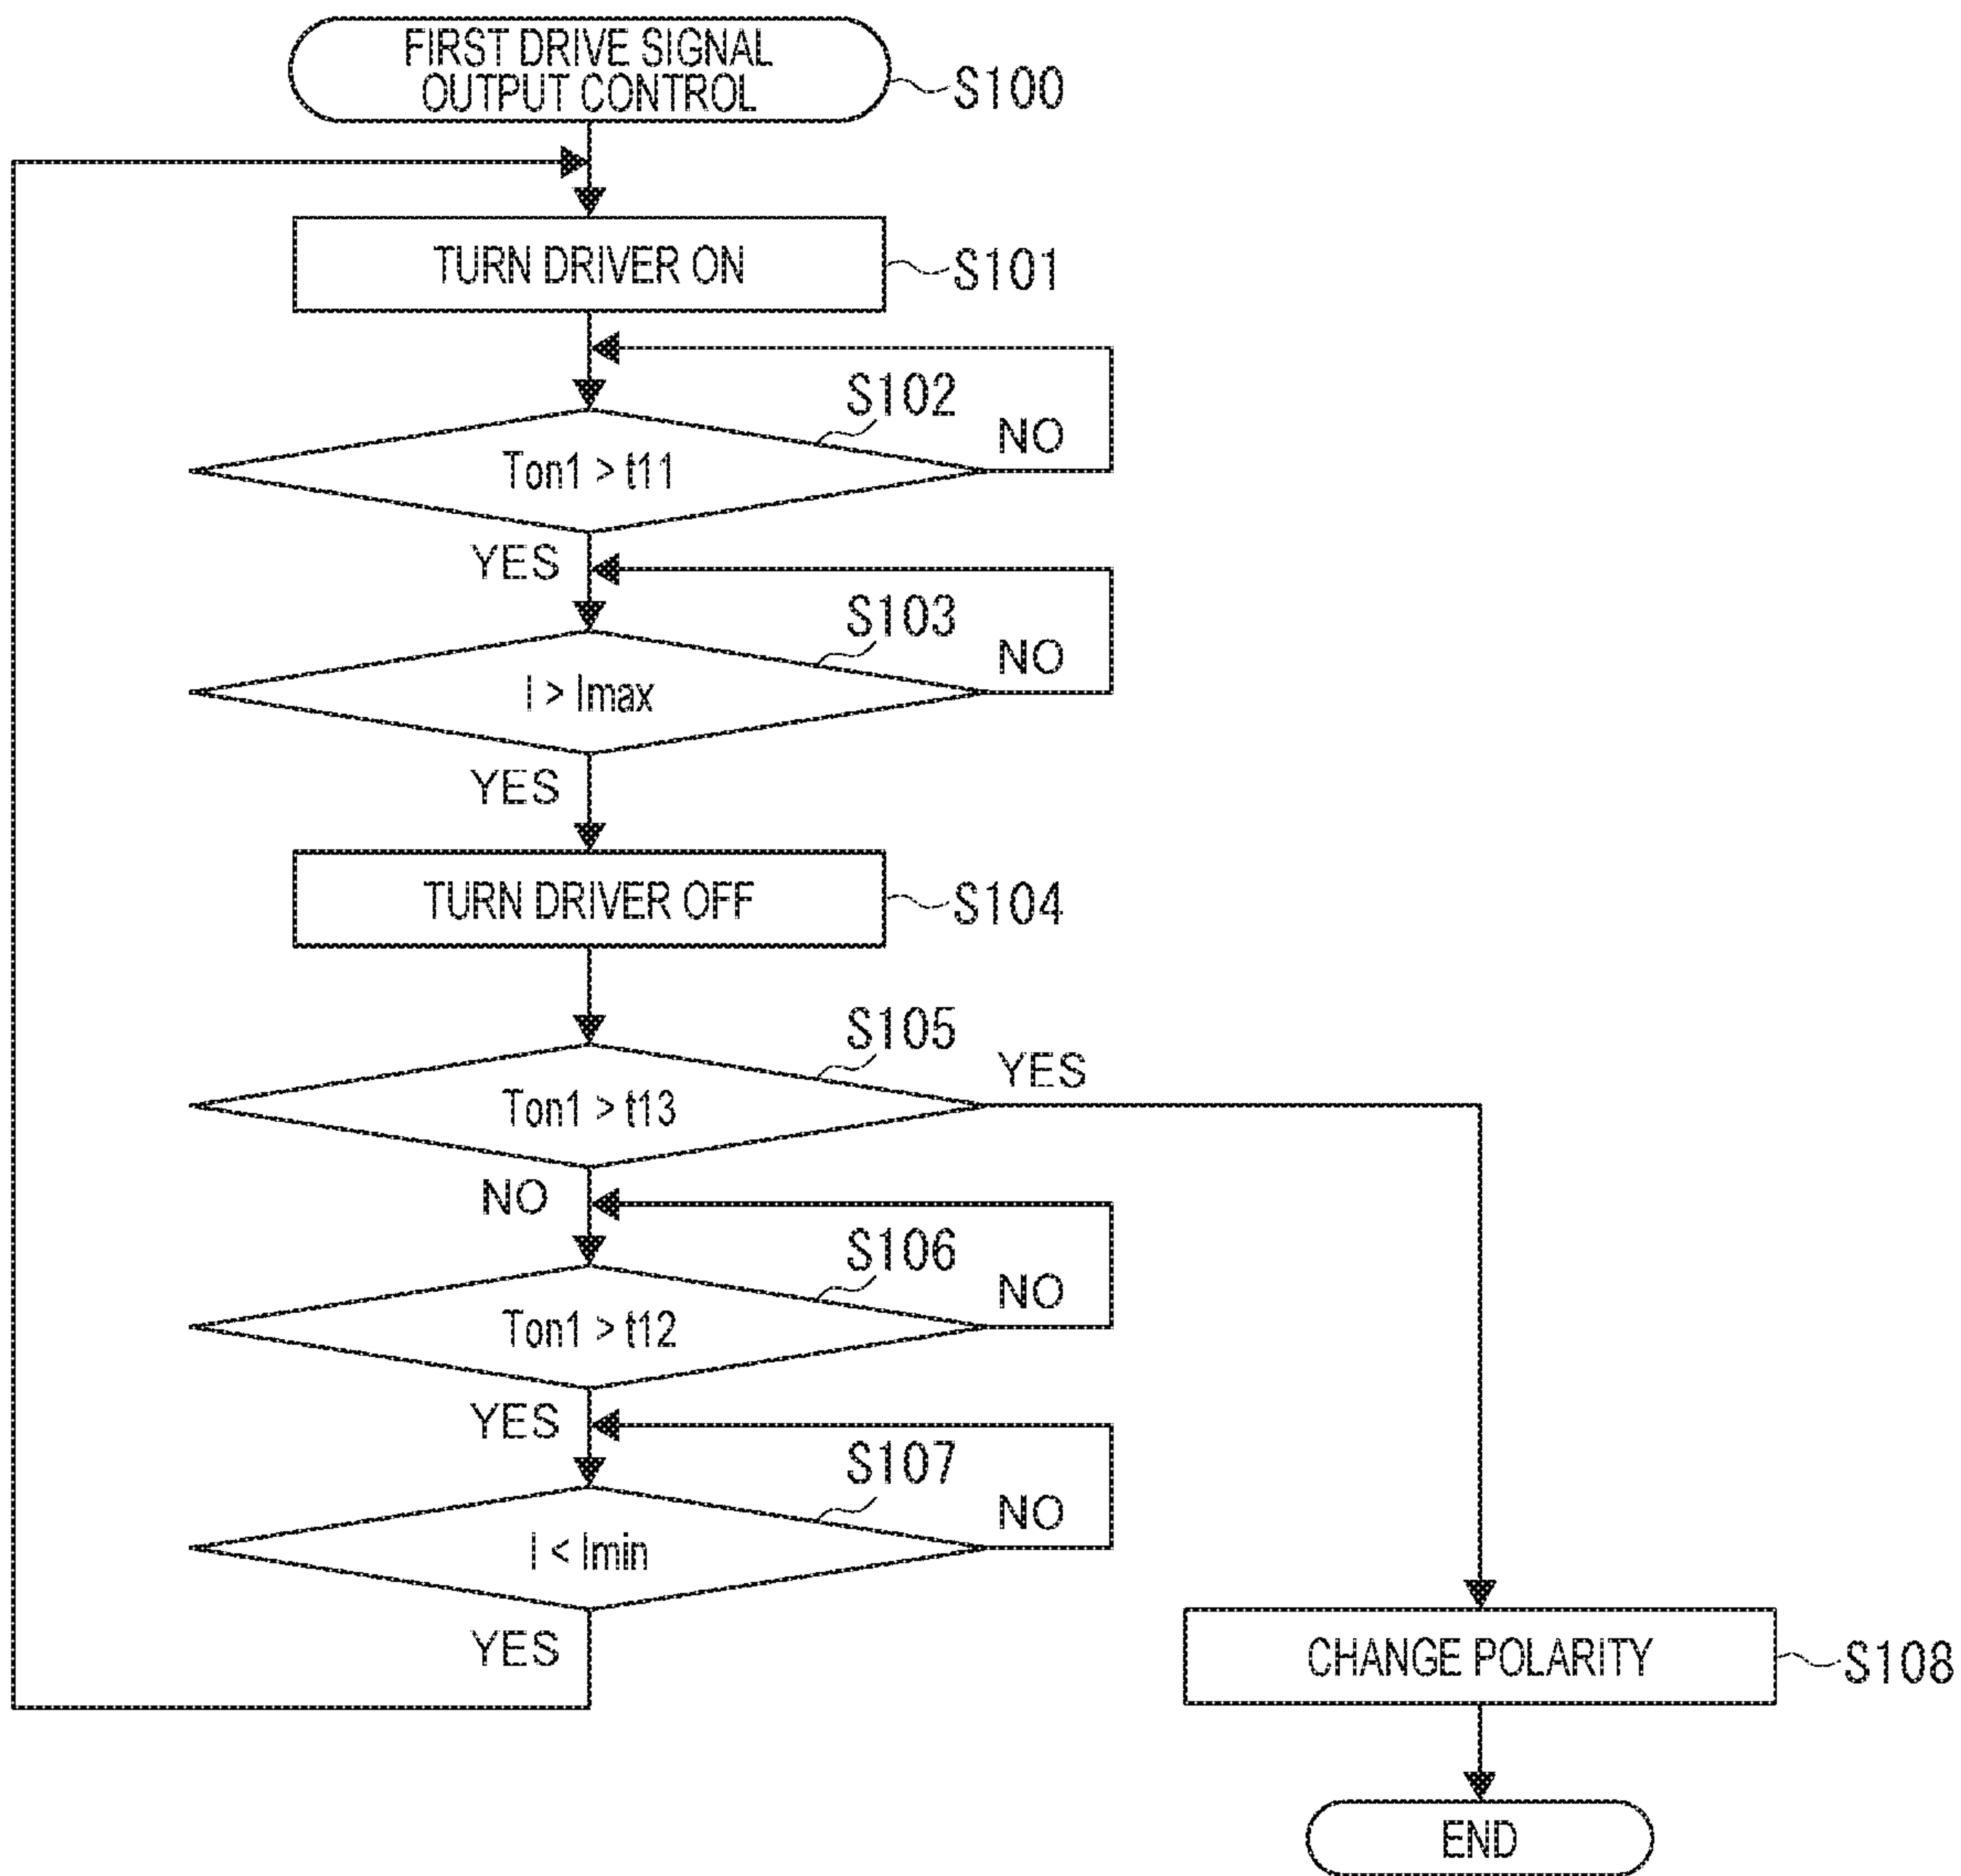 FIRST DRIVE SIGNAL
OUTPUT CONTROL
S100
TURN DRIVER ON
S101
S102
Ton1 > t11
NO
YES
S103
I > Imax
NO
YES
TURN DRIVER OFF
S104
S105
Ton1 > t13
YES
NO
S106
Ton1 > t12
NO
YES
S107
I < Imin
NO
YES
CHANGE POLARITY
S108
END